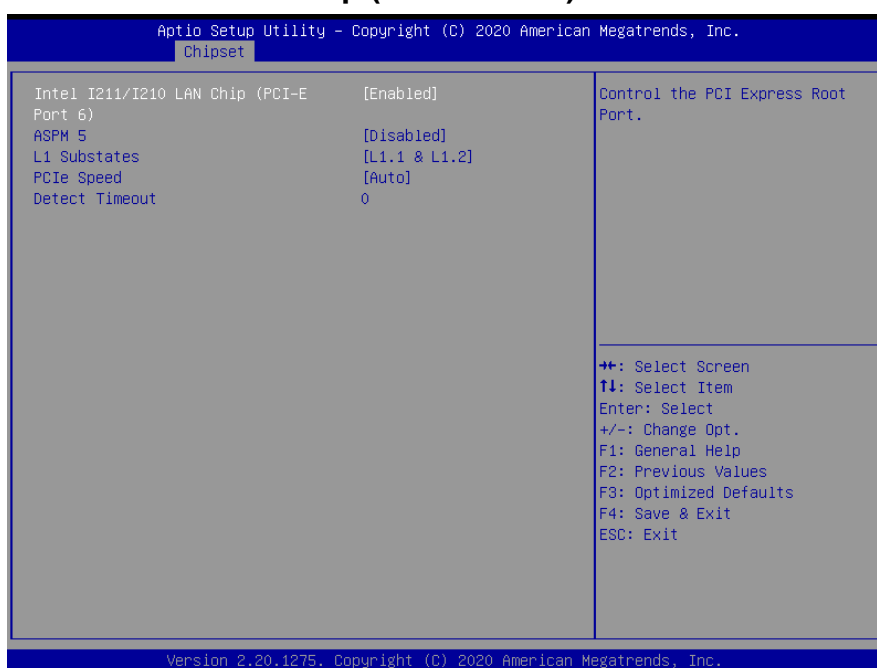 Aptio Setup Utility – Copyright (C) 2020 American Megatrends, Inc.
Chipset
Intel I211/I210 LAN Chip (PCI-E [Enabled]
Port 6)
ASPM 5 [Disabled]
L1 Substates [L1.1 & L1.2]
PCIe Speed [Auto]
Detect Timeout 0
Control the PCI Express Root
Port.
→←: Select Screen
↑↓: Select Item
Enter: Select
+/-: Change Opt.
F1: General Help
F2: Previous Values
F3: Optimized Defaults
F4: Save & Exit
ESC: Exit
Version 2.20.1275. Copyright (C) 2020 American Megatrends, Inc.